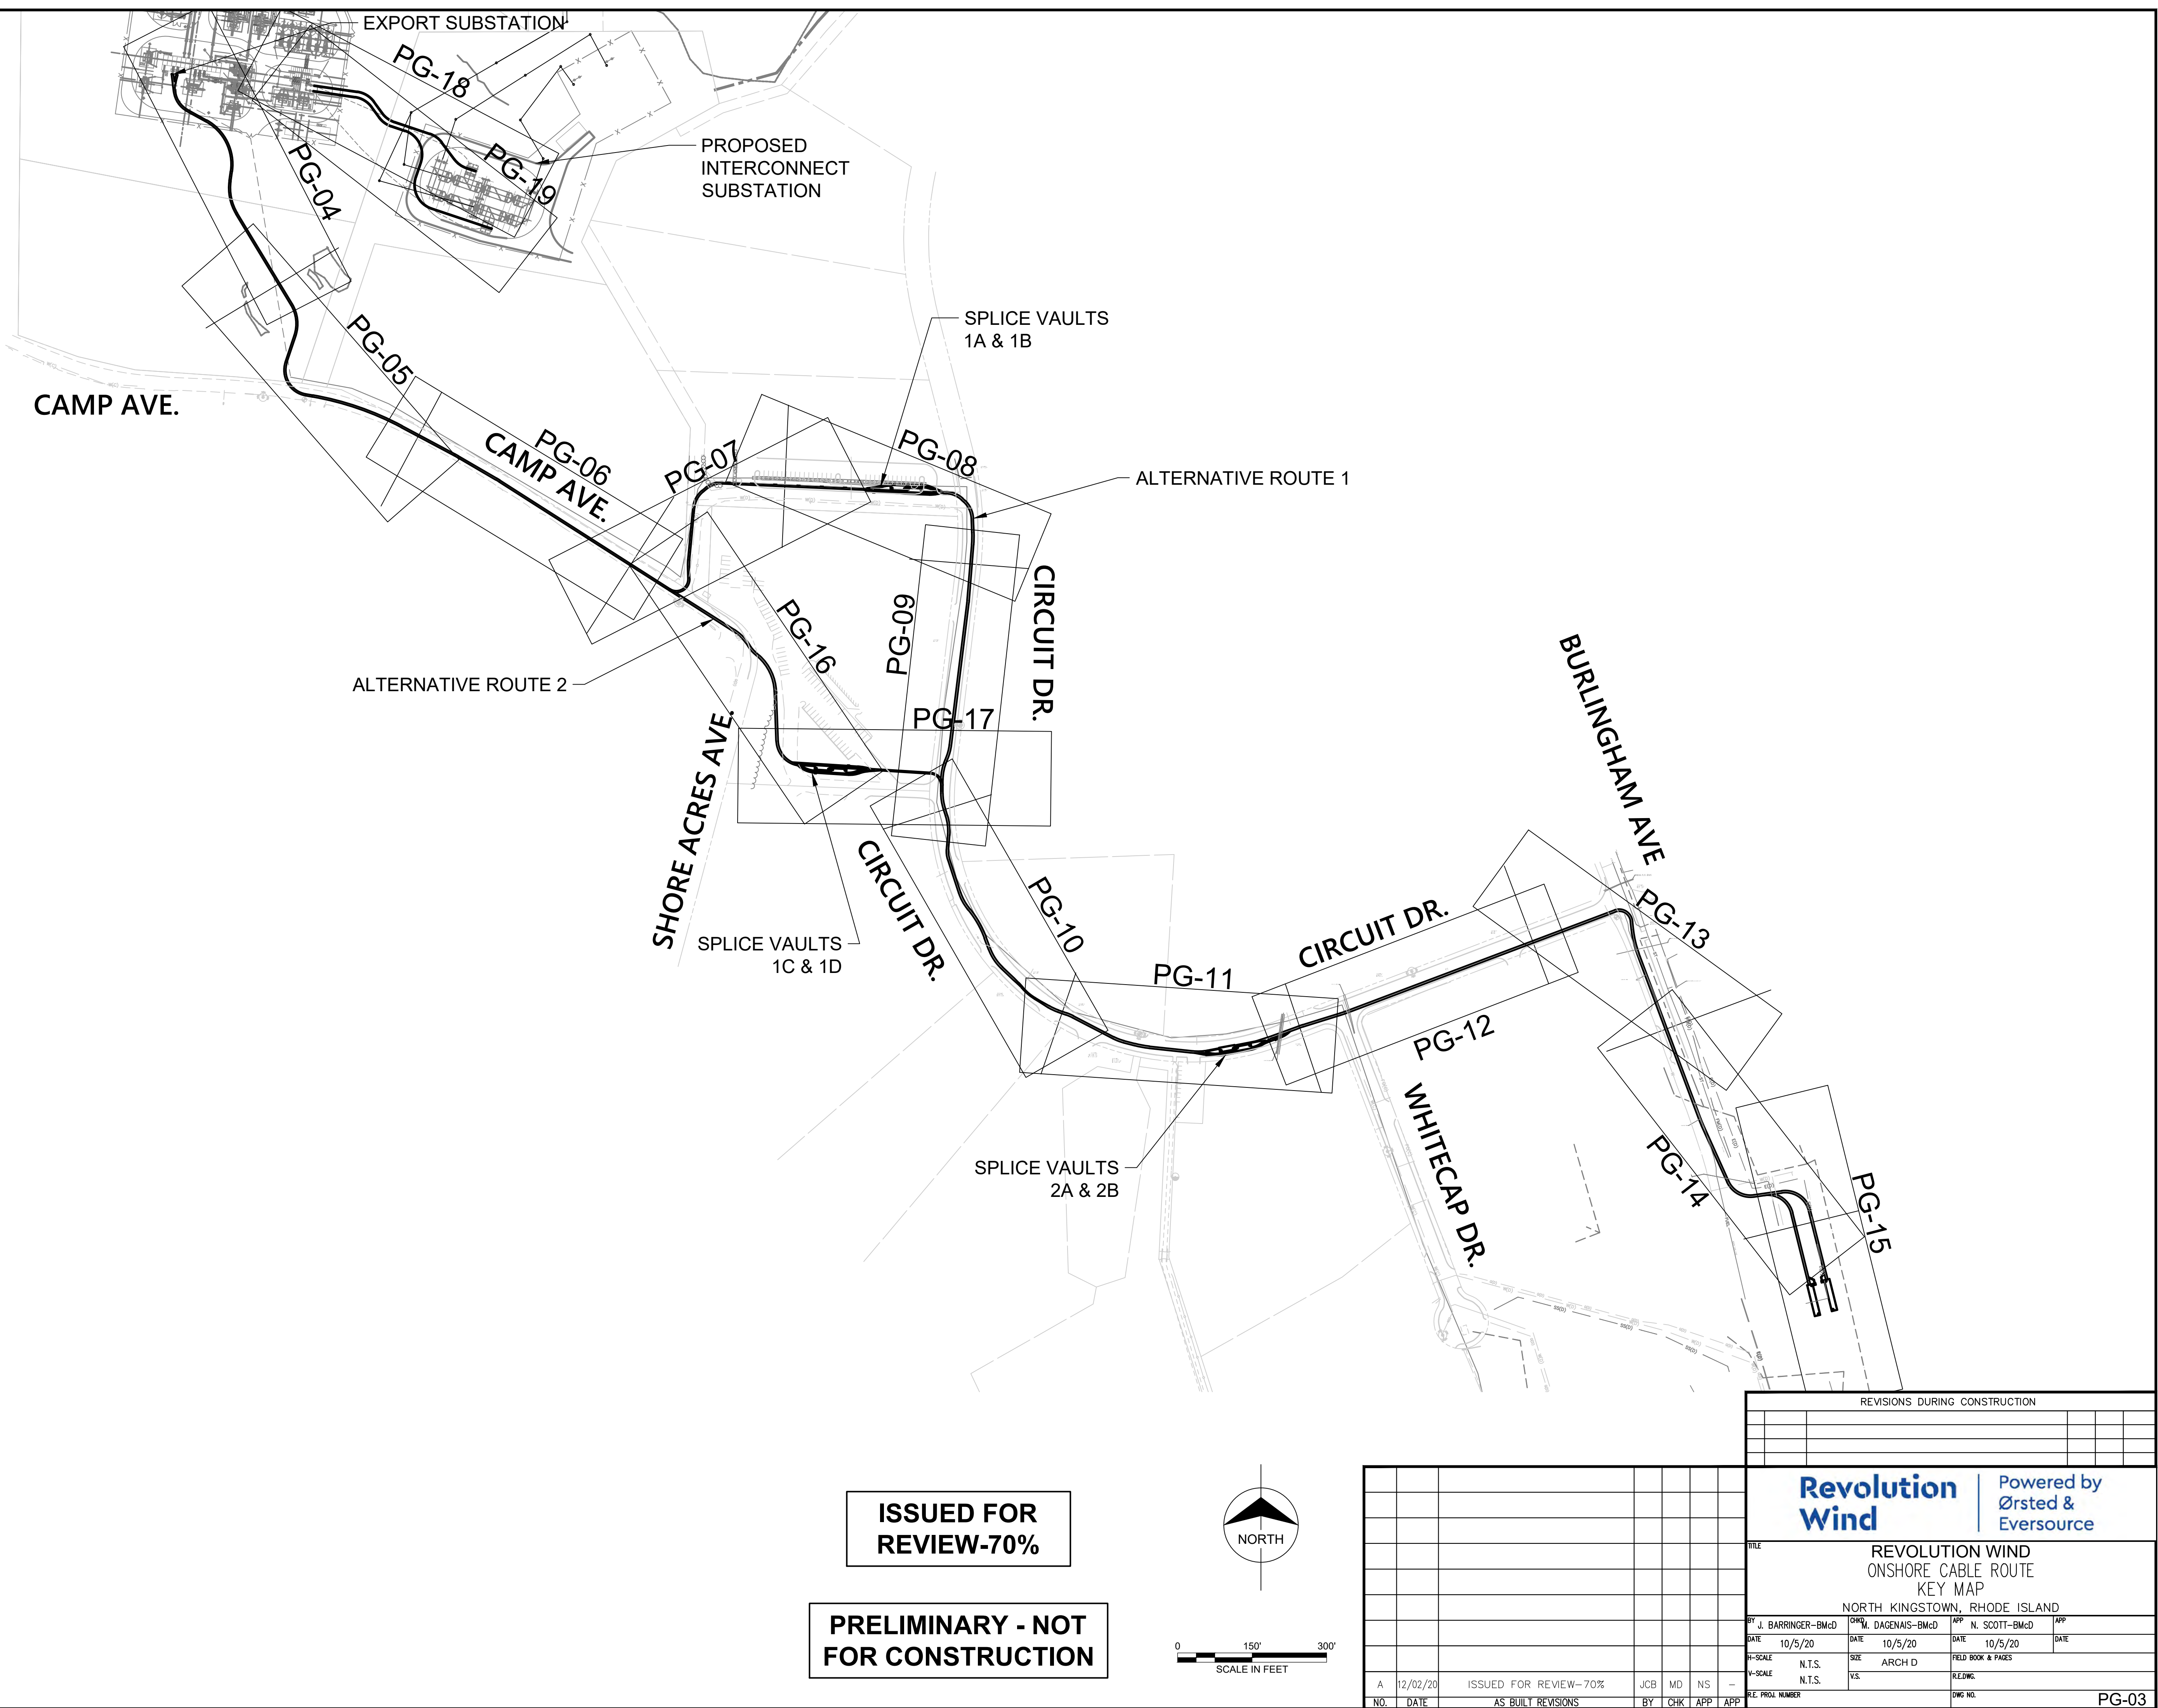 EXPORT SUBSTATION
PG-18
PG-04
PG-19
PROPOSED
INTERCONNECT
SUBSTATION
PG-05
CAMP AVE.
PG-06
CAMP AVE.
PG-07
SPLICE VAULTS
1A & 1B
PG-08
ALTERNATIVE ROUTE 1
PG-16
PG-09
CIRCUIT DR.
ALTERNATIVE ROUTE 2
PG-17
SHORE ACRES AVE.
CIRCUIT DR.
SPLICE VAULTS
1C & 1D
PG-10
PG-11
CIRCUIT DR.
BURLINGHAM AVE
PG-13
PG-12
SPLICE VAULTS
2A & 2B
WHITECAP DR.
PG-14
PG-15
SS(D)
SS(D)
SS(D)
ISSUED FOR
REVIEW-70%
PRELIMINARY - NOT
FOR CONSTRUCTION
NORTH
0 150' 300'
SCALE IN FEET
REVISIONS DURING CONSTRUCTION
Revolution
Wind
Powered by
Ørsted &
Eversource
TITLE
REVOLUTION WIND
ONSHORE CABLE ROUTE
KEY MAP
NORTH KINGSTOWN, RHODE ISLAND
BY J. BARRINGER-BMcD CHKD M. DAGENAIS-BMcD APP N. SCOTT-BMcD APP
DATE 10/5/20 DATE 10/5/20 DATE 10/5/20 DATE
H-SCALE N.T.S. SIZE ARCH D FIELD BOOK & PAGES
V-SCALE N.T.S. V.S. R.E.DWG.
R.E. PROJ. NUMBER DWG NO. PG-03
A 12/02/20 ISSUED FOR REVIEW-70% JCB MD NS -
NO. DATE AS BUILT REVISIONS BY CHK APP APP